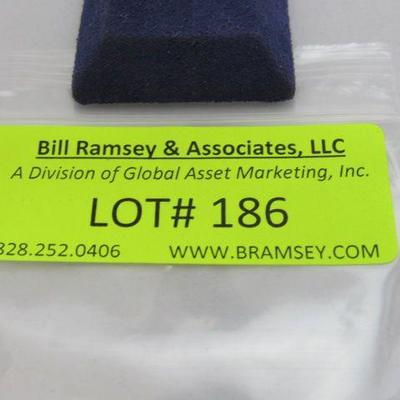 Bill Ramsey & Associates, LLC
A Division of Global Asset Marketing, Inc.
LOT# 186
828.252.0406 WWW.BRAMSEY.COM